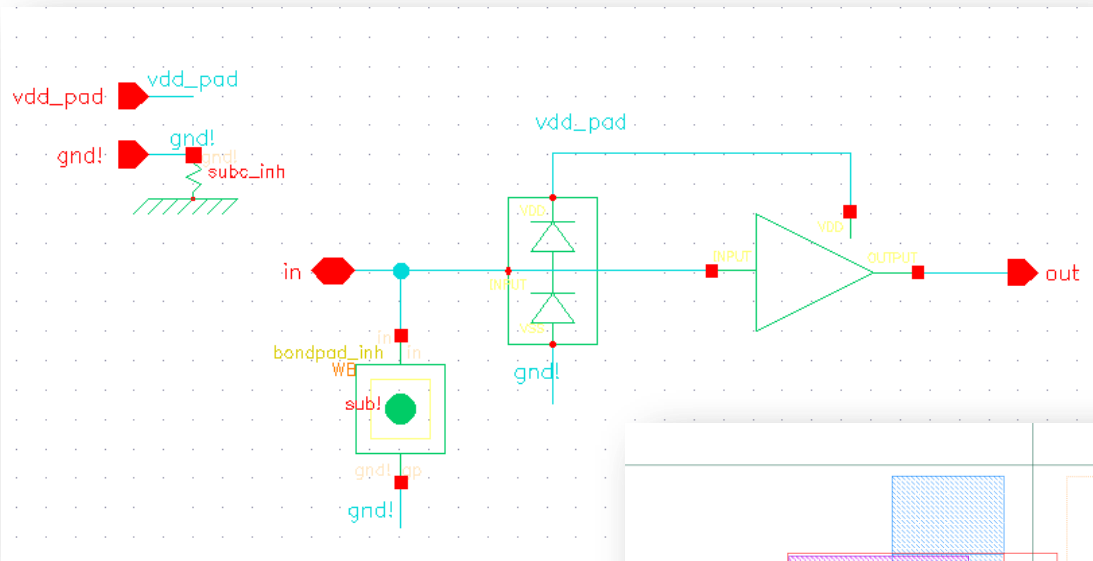 vdd_pad
vdd_pad
gnd!
gnd!
gnd!
subc_inh
vdd_pad
VDD
VDD
in
INPUT
INPUT
OUTPUT
out
VSS
in
in
bondpad_inh
WB
gnd!
sub!
gnd!
gnd!